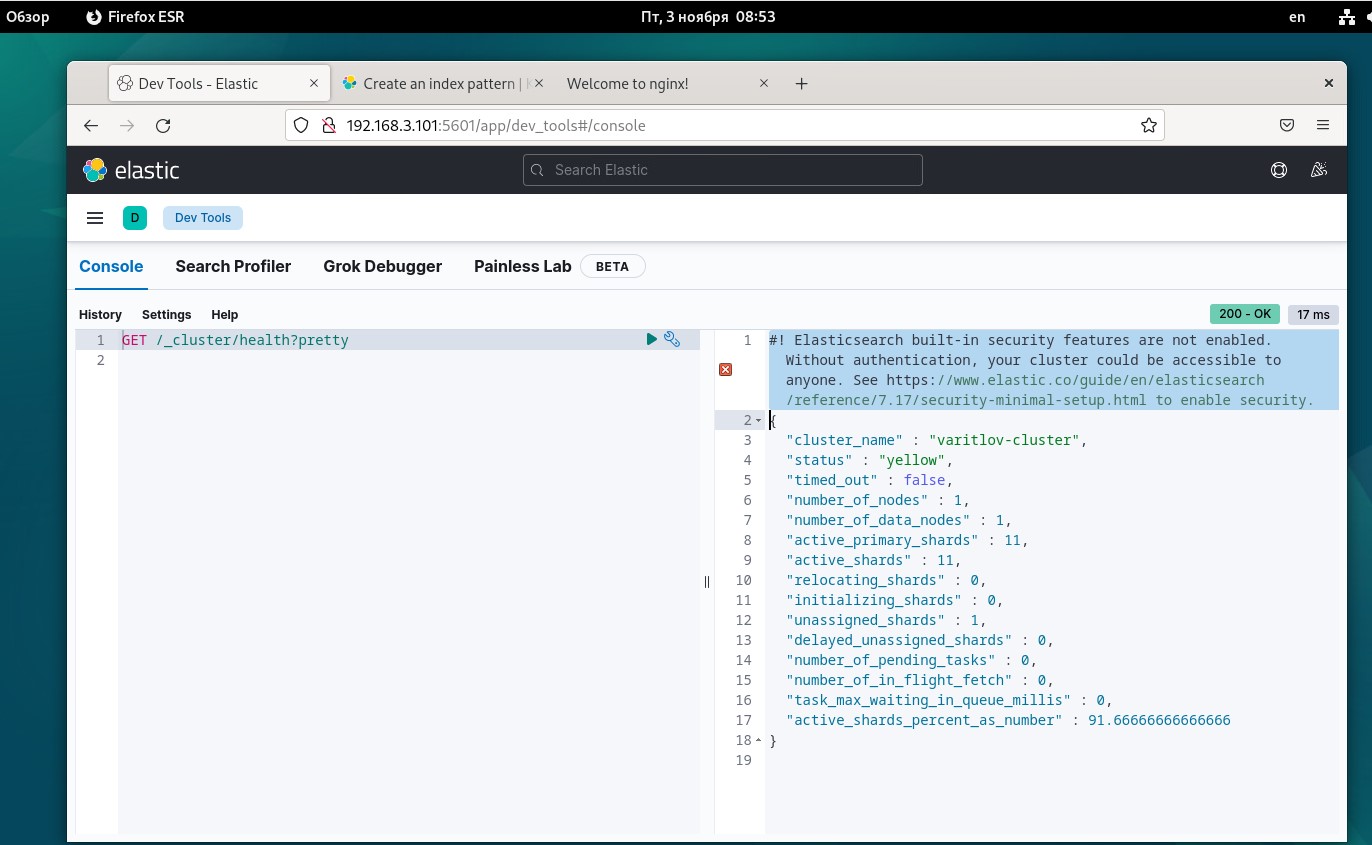 Обзор Firefox ESR Пт, 3 ноября 08:53 en
Dev Tools - Elastic Create an index pattern | Welcome to nginx!
192.168.3.101:5601/app/dev_tools#/console
elastic Search Elastic
D Dev Tools
Console Search Profiler Grok Debugger Painless Lab BETA
History Settings Help 200 - OK 17 ms
1 GET /_cluster/health?pretty
2
1 #! Elasticsearch built-in security features are not enabled.
Without authentication, your cluster could be accessible to
anyone. See https://www.elastic.co/guide/en/elasticsearch
/reference/7.17/security-minimal-setup.html to enable security.
2 {
3 "cluster_name" : "varitlov-cluster",
4 "status" : "yellow",
5 "timed_out" : false,
6 "number_of_nodes" : 1,
7 "number_of_data_nodes" : 1,
8 "active_primary_shards" : 11,
9 "active_shards" : 11,
10 "relocating_shards" : 0,
11 "initializing_shards" : 0,
12 "unassigned_shards" : 1,
13 "delayed_unassigned_shards" : 0,
14 "number_of_pending_tasks" : 0,
15 "number_of_in_flight_fetch" : 0,
16 "task_max_waiting_in_queue_millis" : 0,
17 "active_shards_percent_as_number" : 91.66666666666666
18 }
19